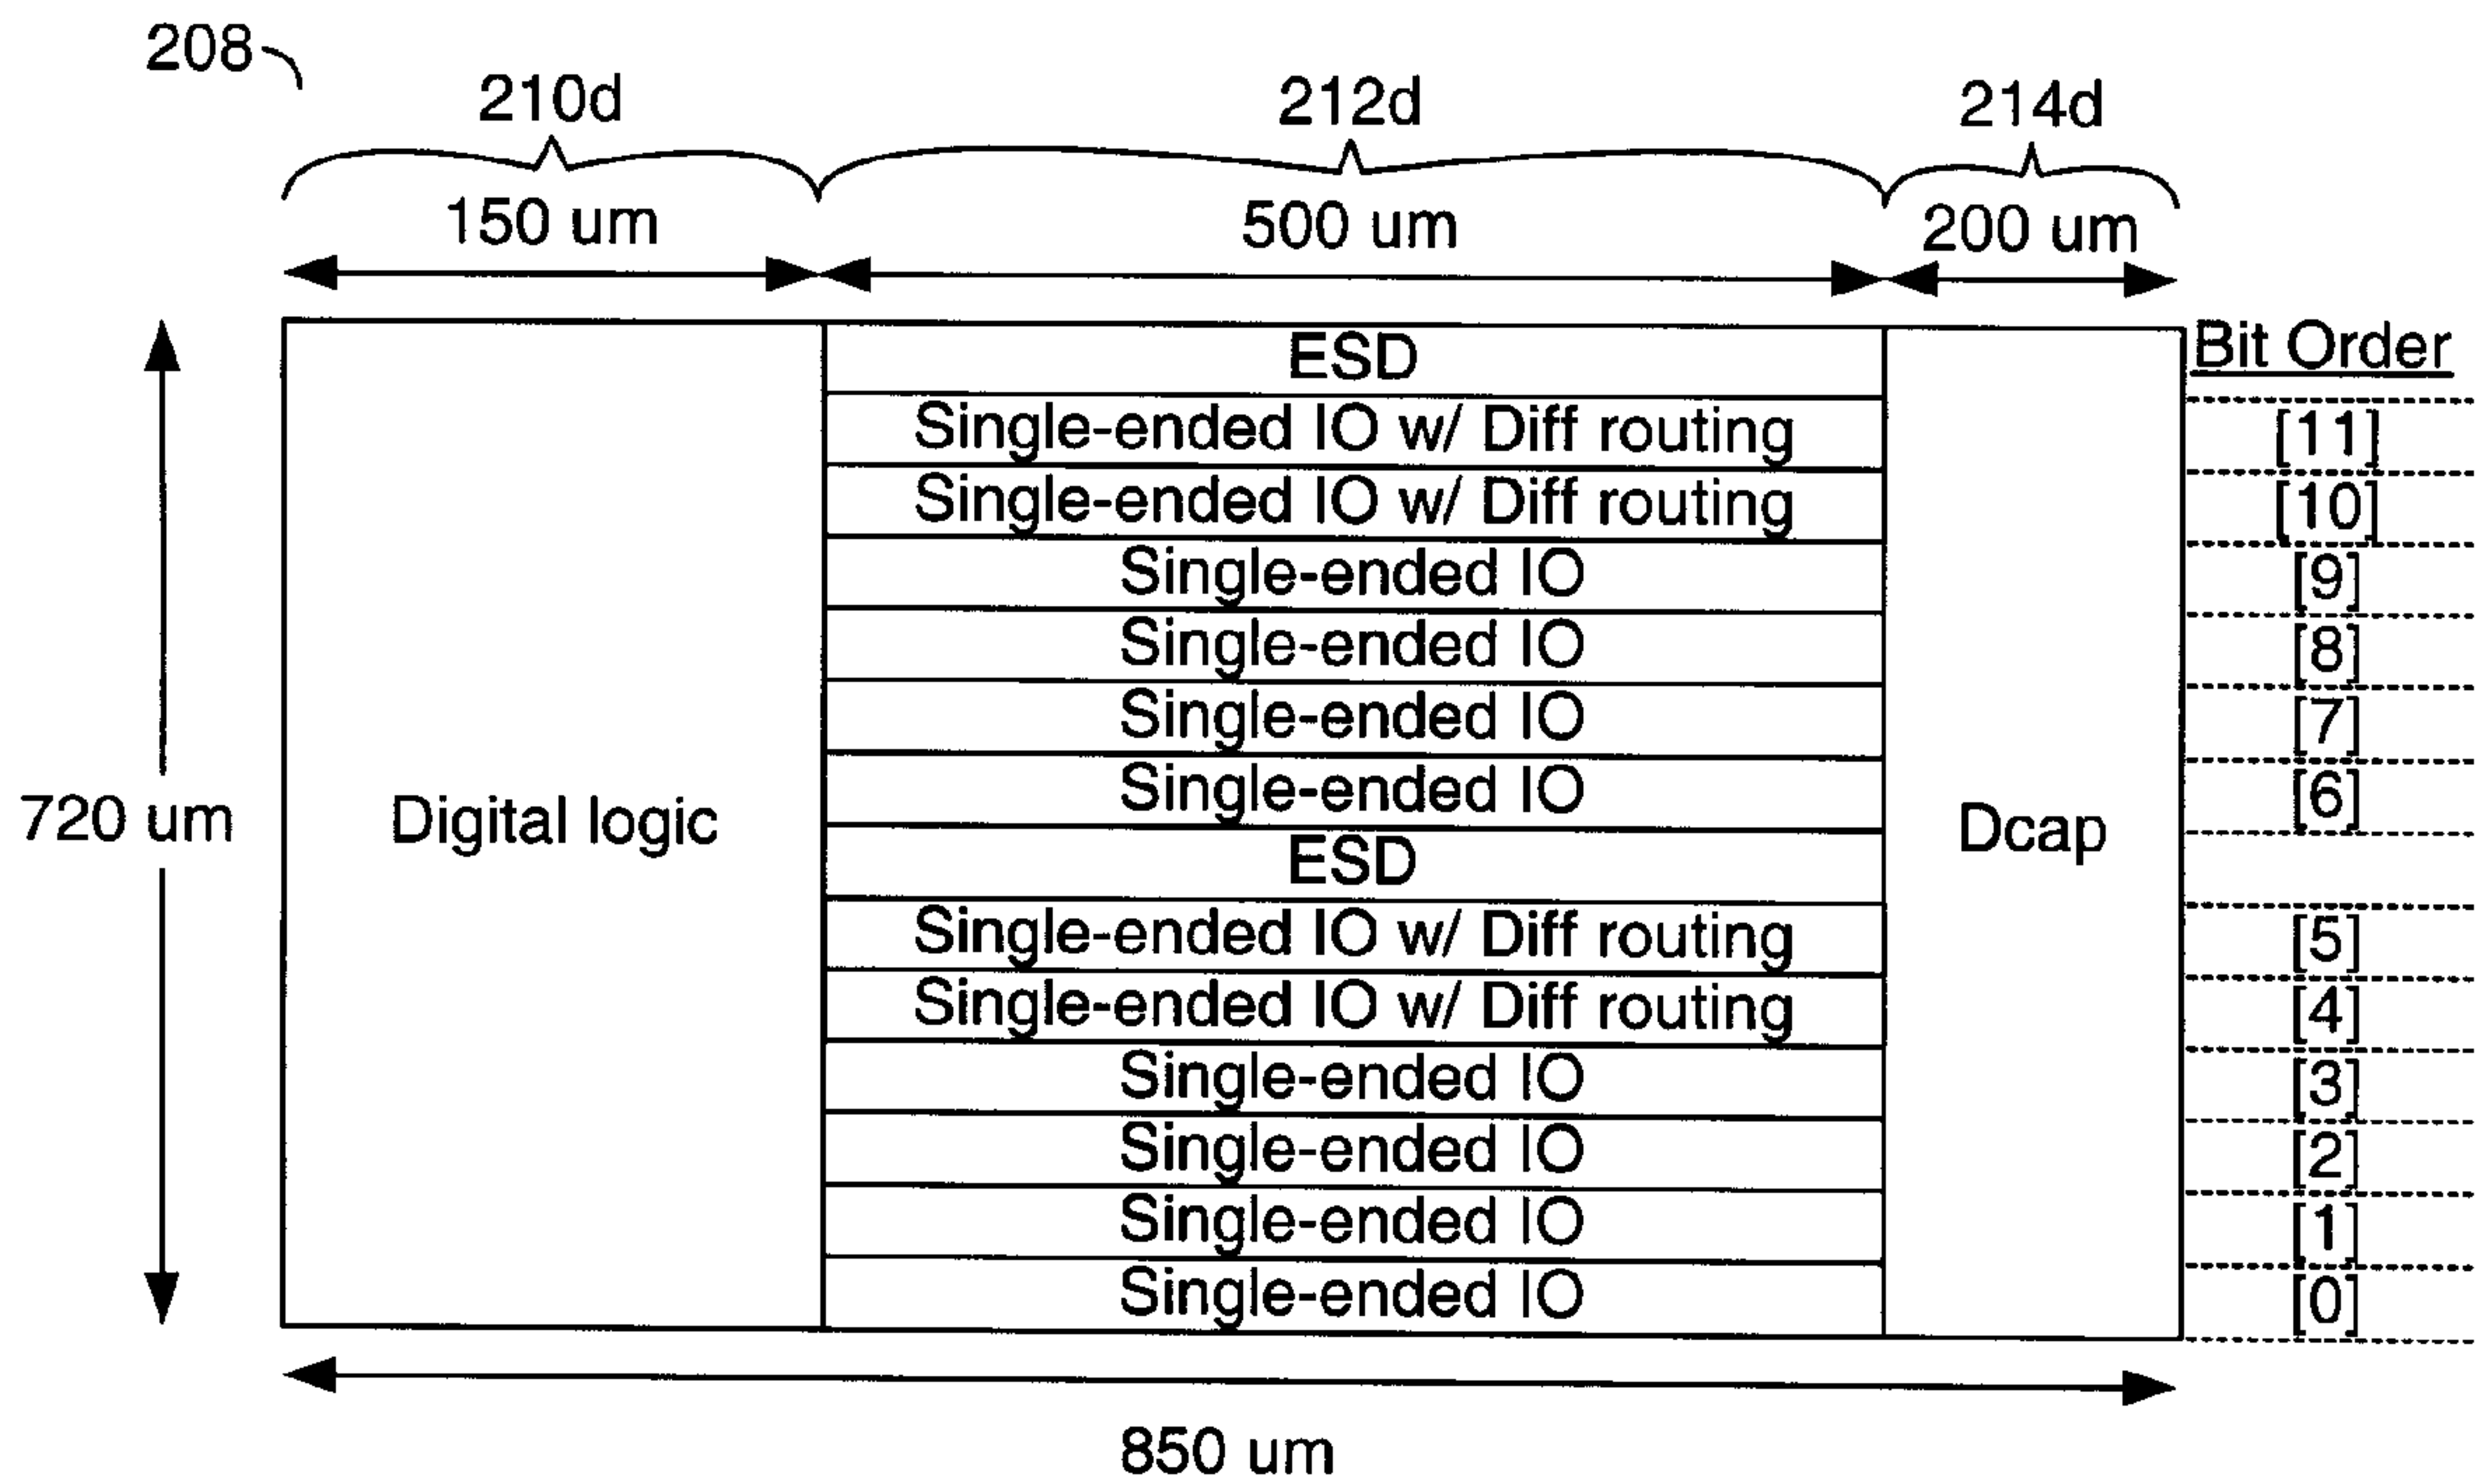 208
210d 212d 214d
150 um 500 um 200 um
ESD Bit Order
Single-ended IO w/ Diff routing [11]
Single-ended IO w/ Diff routing [10]
Single-ended IO [9]
Single-ended IO [8]
Single-ended IO [7]
Single-ended IO [6]
720 um Digital logic Dcap
ESD
Single-ended IO w/ Diff routing [5]
Single-ended IO w/ Diff routing [4]
Single-ended IO [3]
Single-ended IO [2]
Single-ended IO [1]
Single-ended IO [0]
850 um